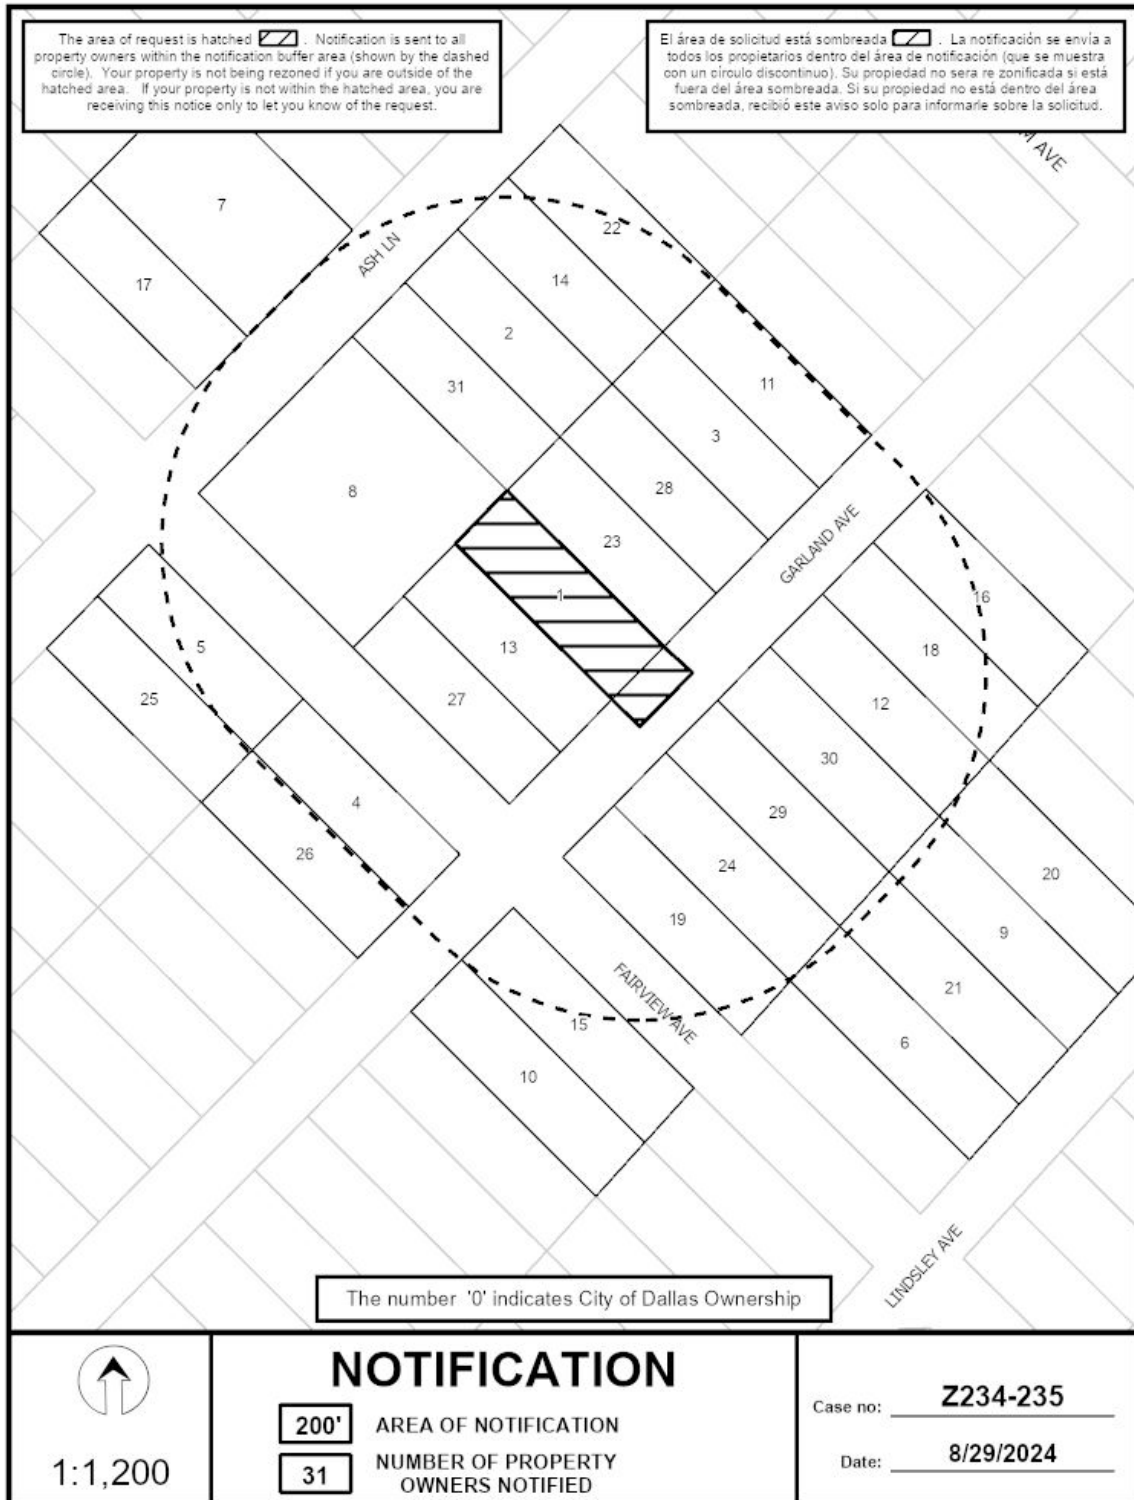 The area of request is hatched . Notification is sent to all
property owners within the notification buffer area (shown by the dashed
circle). Your property is not being rezoned if you are outside of the
hatched area. If your property is not within the hatched area, you are
receiving this notice only to let you know of the request.
El área de solicitud está sombreada . La notificación se envía a
todos los propietarios dentro del área de notificación (que se muestra
con un círculo discontinuo). Su propiedad no sera re zonificada si está
fuera del área sombreada. Si su propiedad no está dentro del área
sombreada, recibió este aviso solo para informarle sobre la solicitud.
AVE
7
22
ASH LN
14
17
2
11
31
3
28
8
GARLAND AVE
23
1
16
13
5
18
27
25
12
30
4
29
26
24
20
19
9
FAIRVIEW AVE
21
15
6
10
LINDSLEY AVE
The number '0' indicates City of Dallas Ownership
1:1,200
NOTIFICATION
200' AREA OF NOTIFICATION
31 NUMBER OF PROPERTY
OWNERS NOTIFIED
Case no: Z234-235
Date: 8/29/2024